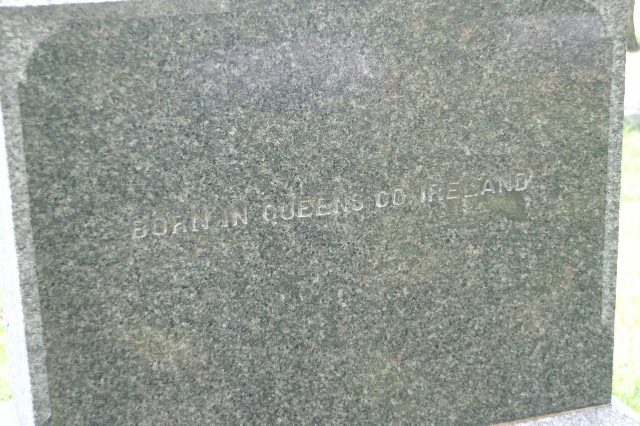 BORN IN QUEENS CO. IRELAND